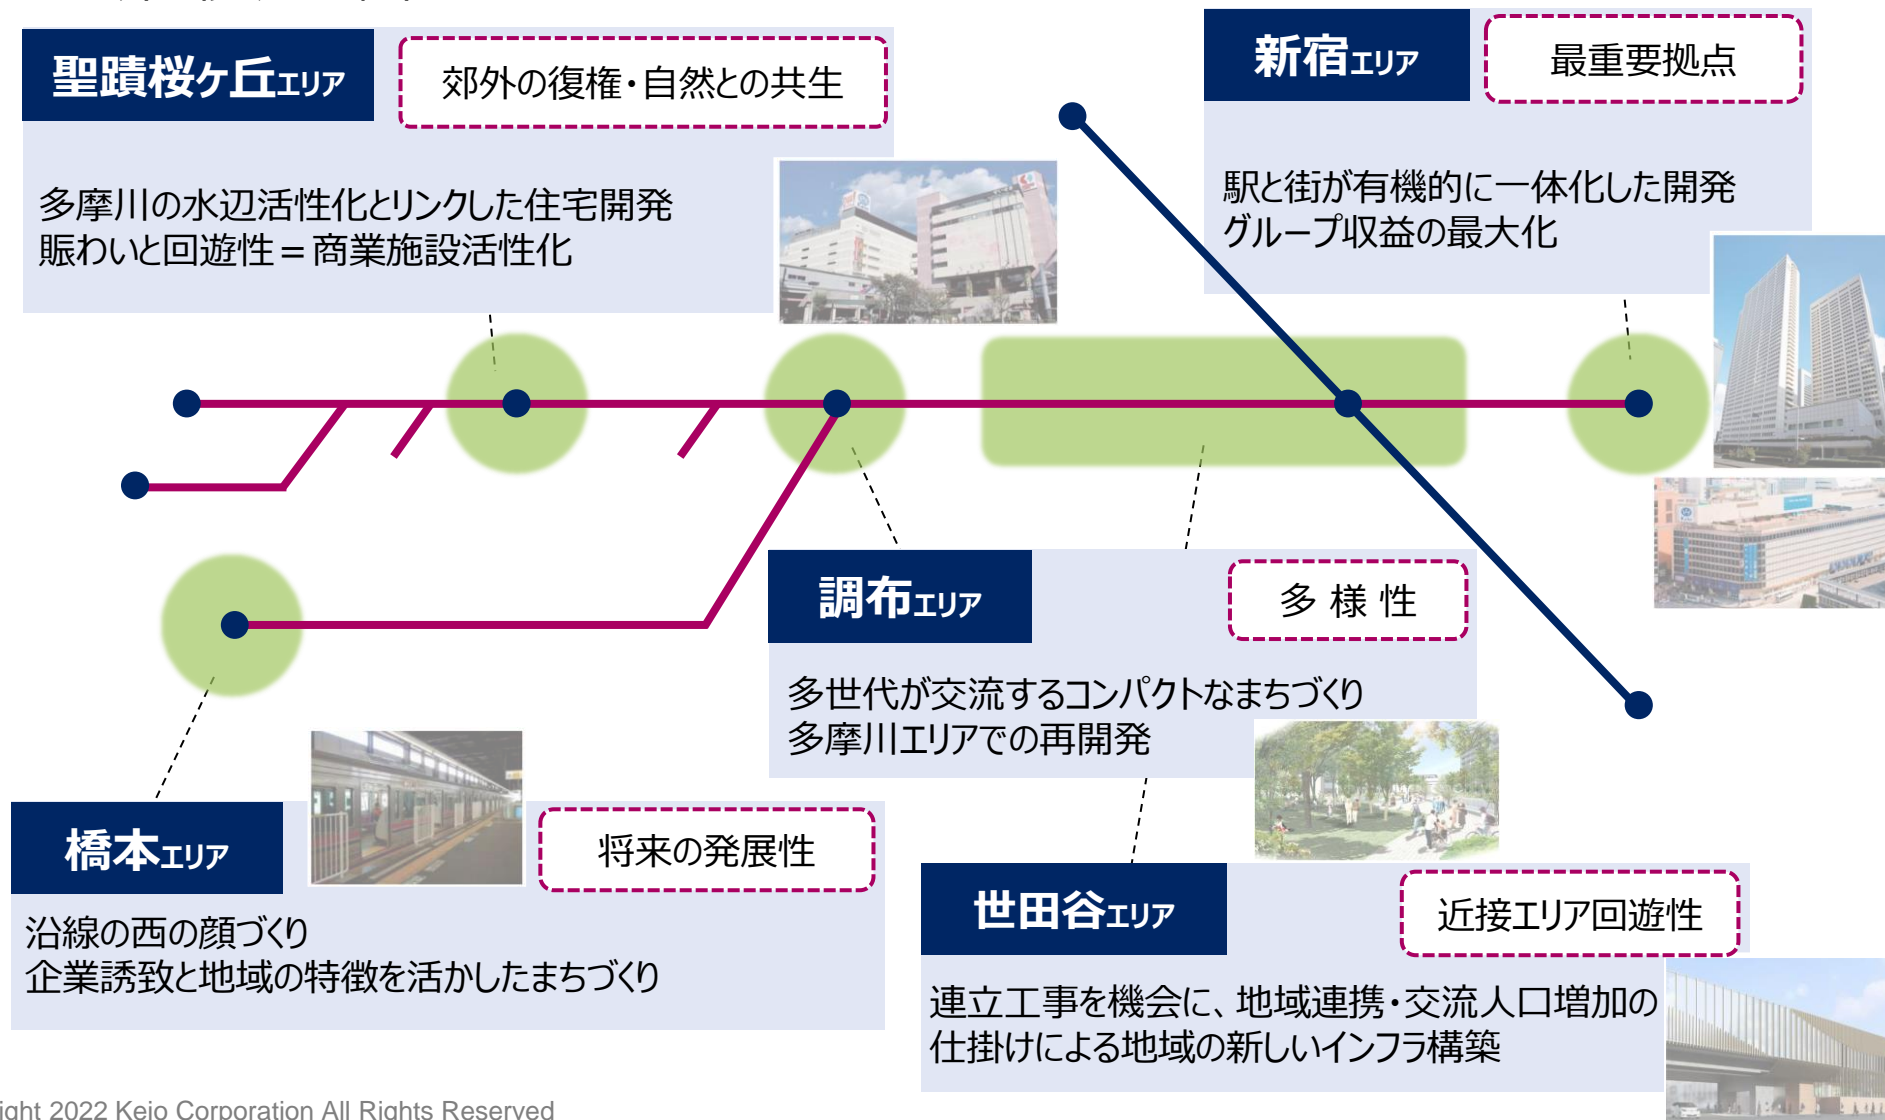 聖蹟桜ヶ丘エリア
郊外の復権・自然との共生
多摩川の水辺活性化とリンクした住宅開発
賑わいと回遊性＝商業施設活性化
新宿エリア
最重要拠点
駅と街が有機的に一体化した開発
グループ収益の最大化
調布エリア
多 様 性
多世代が交流するコンパクトなまちづくり
多摩川エリアでの再開発
橋本エリア
将来の発展性
沿線の西の顔づくり
企業誘致と地域の特徴を活かしたまちづくり
世田谷エリア
近接エリア回遊性
連立工事を機会に、地域連携・交流人口増加の
仕掛けによる地域の新しいインフラ構築
ight 2022 Keio Corporation All Rights Reserved